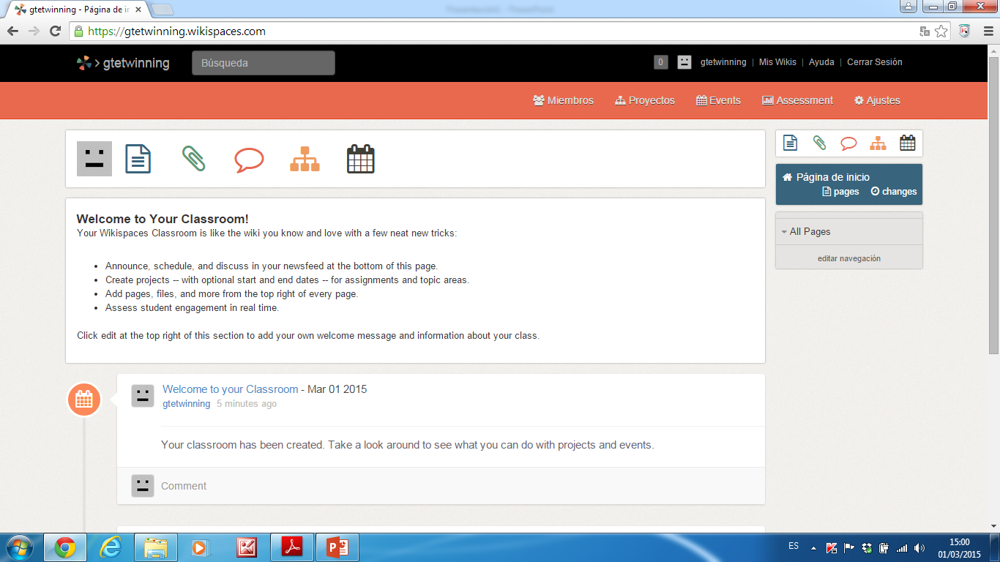 gtetwinning - Página de in
https://gtetwinning.wikispaces.com
> gtetwinning
Búsqueda
0
gtetwinning | Mis Wikis | Ayuda | Cerrar Sesión
Miembros Proyectos Events Assessment Ajustes
Página de inicio
pages changes
All Pages
editar navegación
Welcome to Your Classroom!
Your Wikispaces Classroom is like the wiki you know and love with a few neat new tricks:
• Announce, schedule, and discuss in your newsfeed at the bottom of this page.
• Create projects -- with optional start and end dates -- for assignments and topic areas.
• Add pages, files, and more from the top right of every page.
• Assess student engagement in real time.
Click edit at the top right of this section to add your own welcome message and information about your class.
Welcome to your Classroom - Mar 01 2015
gtetwinning 5 minutes ago
Your classroom has been created. Take a look around to see what you can do with projects and events.
Comment
ES
15:00
01/03/2015